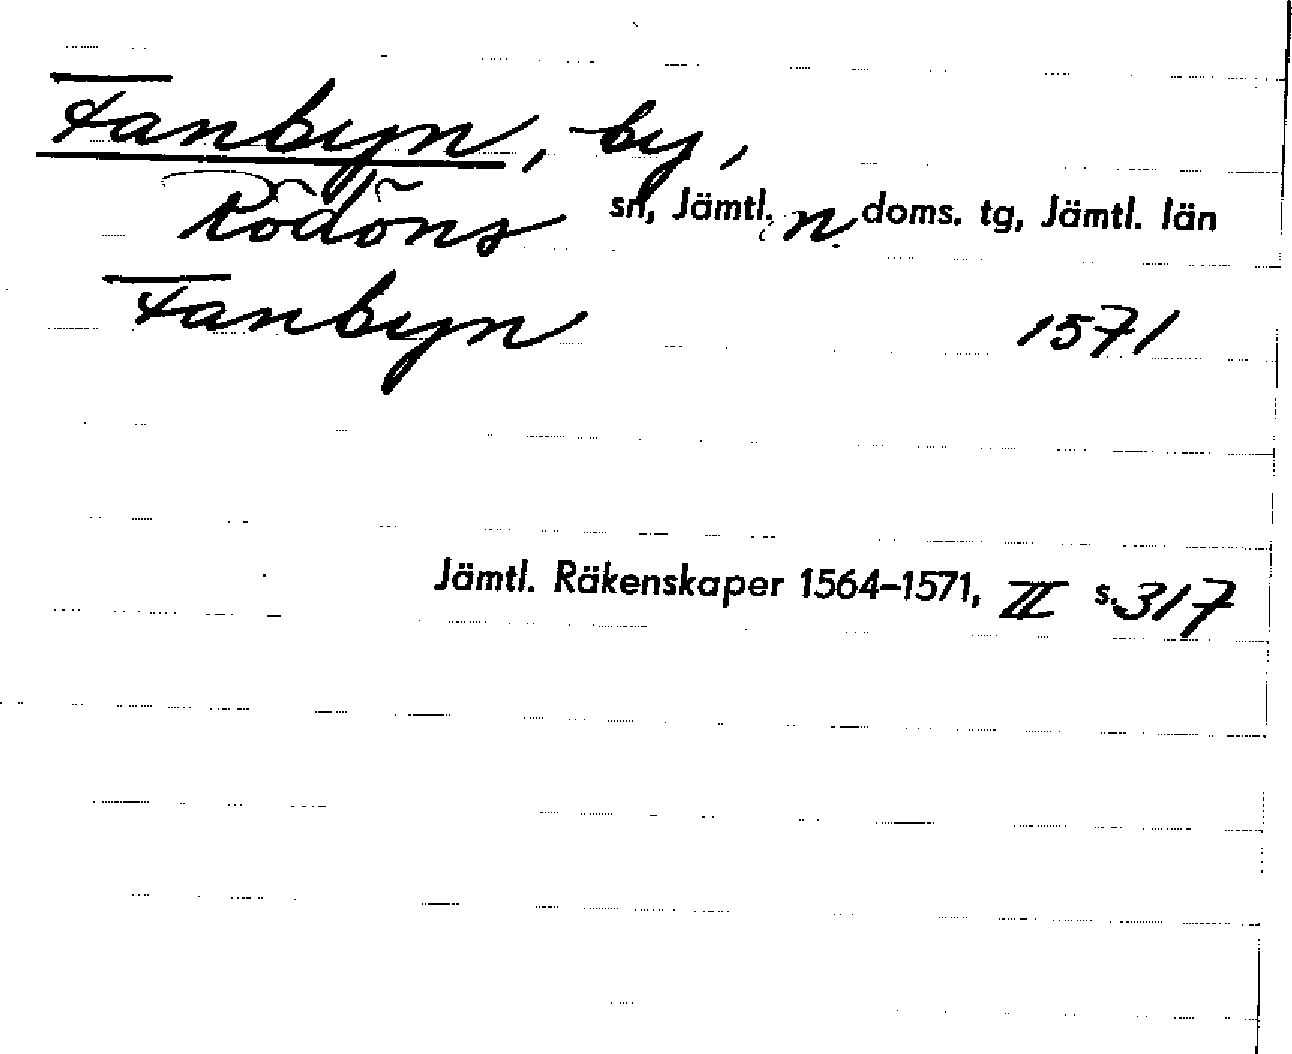 Fanbyn, by,
Rödöns sn, Jämtl. n. doms. tg, Jämtl. län
Fanbyn 1571
Jämtl. Räkenskaper 1564–1571, II s. 317